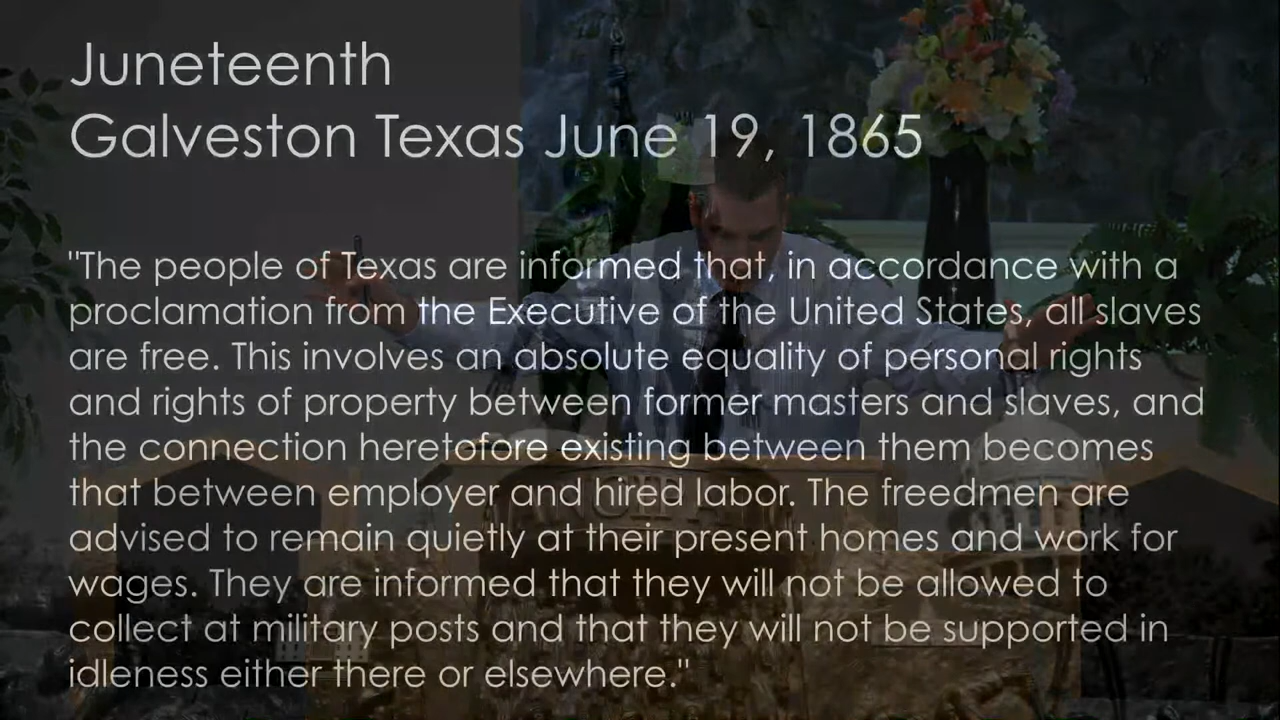 Juneteenth
Galveston Texas June 19, 1865
"The people of Texas are informed that, in accordance with a
proclamation from the Executive of the United States, all slaves
are free. This involves an absolute equality of personal rights
and rights of property between former masters and slaves, and
the connection heretofore existing between them becomes
that between employer and hired labor. The freedmen are
advised to remain quietly at their present homes and work for
wages. They are informed that they will not be allowed to
collect at military posts and that they will not be supported in
idleness either there or elsewhere."